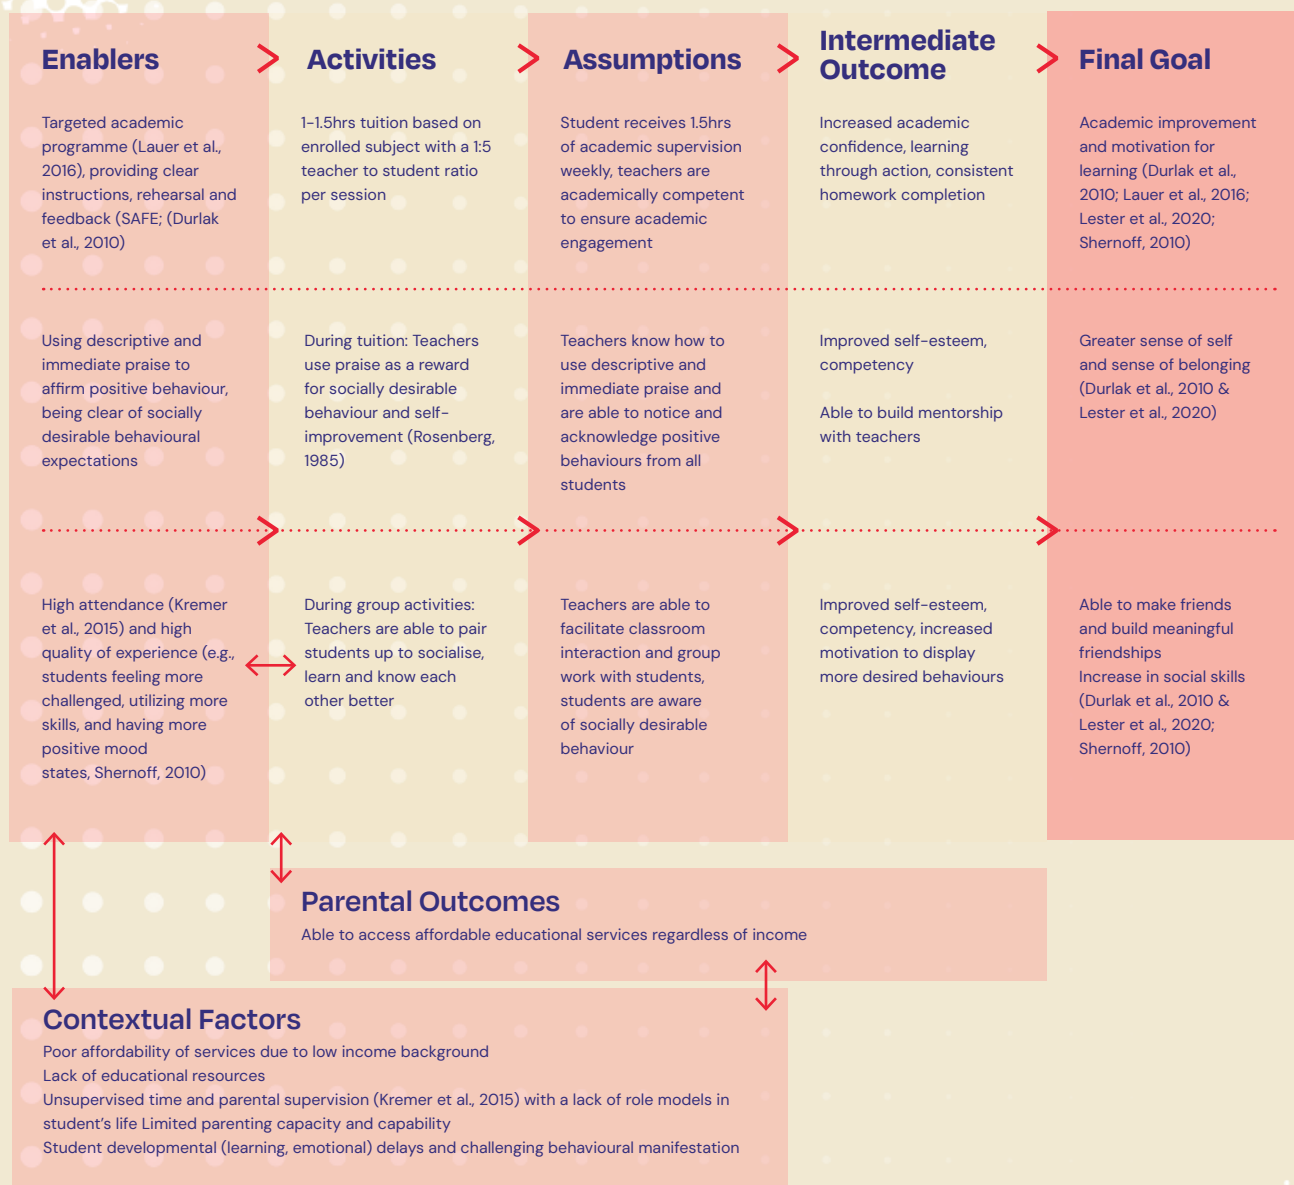 Enablers
Activities
Assumptions
Intermediate
Outcome
Final Goal
Targeted academic
programme (Lauer et al.,
2016), providing clear
instructions, rehearsal and
feedback (SAFE; (Durlak
et al., 2010)
1-1.5hrs tuition based on
enrolled subject with a 1:5
teacher to student ratio
per session
Student receives 1.5hrs
of academic supervision
weekly, teachers are
academically competent
to ensure academic
engagement
Increased academic
confidence, learning
through action, consistent
homework completion
Academic improvement
and motivation for
learning (Durlak et al.,
2010; Lauer et al., 2016;
Lester et al., 2020;
Shernoff, 2010)
Using descriptive and
immediate praise to
affirm positive behaviour,
being clear of socially
desirable behavioural
expectations
During tuition: Teachers
use praise as a reward
for socially desirable
behaviour and self-
improvement (Rosenberg,
1985)
Teachers know how to
use descriptive and
immediate praise and
are able to notice and
acknowledge positive
behaviours from all
students
Improved self-esteem,
competency
Able to build mentorship
with teachers
Greater sense of self
and sense of belonging
(Durlak et al., 2010 &
Lester et al., 2020)
High attendance (Kremer
et al., 2015) and high
quality of experience (e.g.,
students feeling more
challenged, utilizing more
skills, and having more
positive mood
states, Shernoff, 2010)
During group activities:
Teachers are able to pair
students up to socialise,
learn and know each
other better
Teachers are able to
facilitate classroom
interaction and group
work with students,
students are aware
of socially desirable
behaviour
Improved self-esteem,
competency, increased
motivation to display
more desired behaviours
Able to make friends
and build meaningful
friendships
Increase in social skills
(Durlak et al., 2010 &
Lester et al., 2020;
Shernoff, 2010)
Parental Outcomes
Able to access affordable educational services regardless of income
Contextual Factors
Poor affordability of services due to low income background
Lack of educational resources
Unsupervised time and parental supervision (Kremer et al., 2015) with a lack of role models in
student's life Limited parenting capacity and capability
Student developmental (learning, emotional) delays and challenging behavioural manifestation